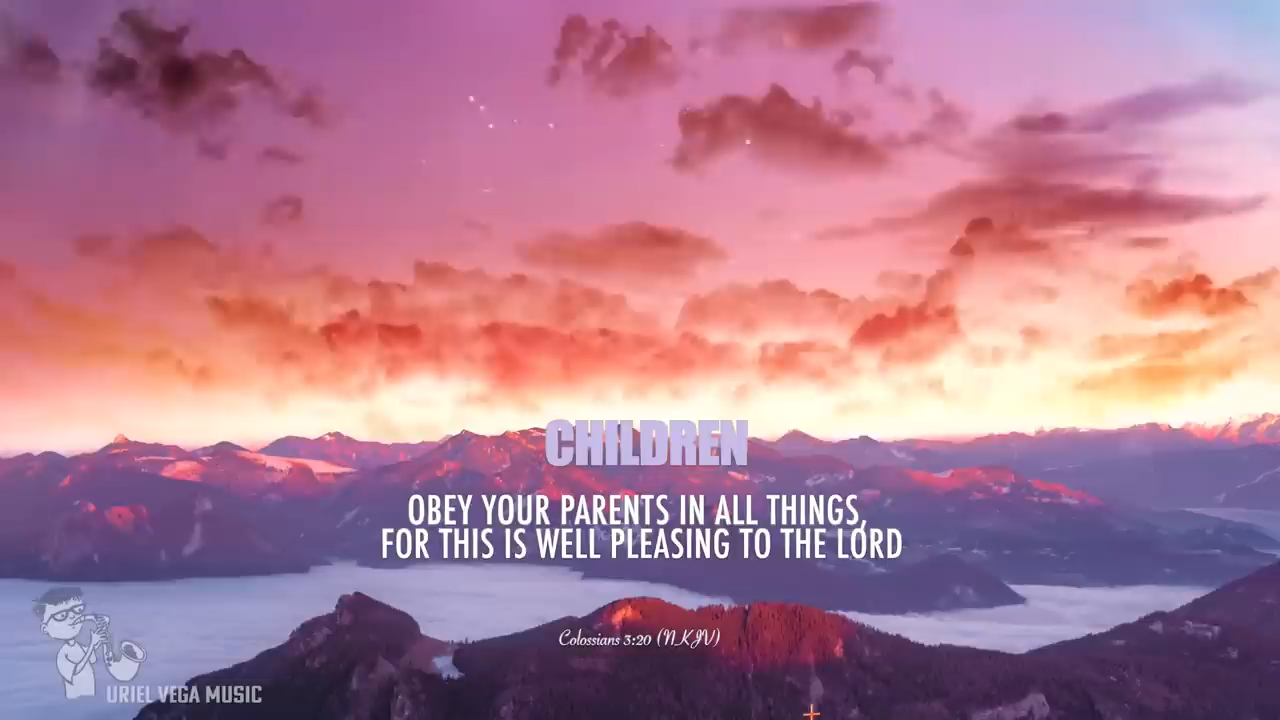 CHILDREN
OBEY YOUR PARENTS IN ALL THINGS,
FOR THIS IS WELL PLEASING TO THE LORD
Colossians 3:20 (NKJV)
URIEL VEGA MUSIC